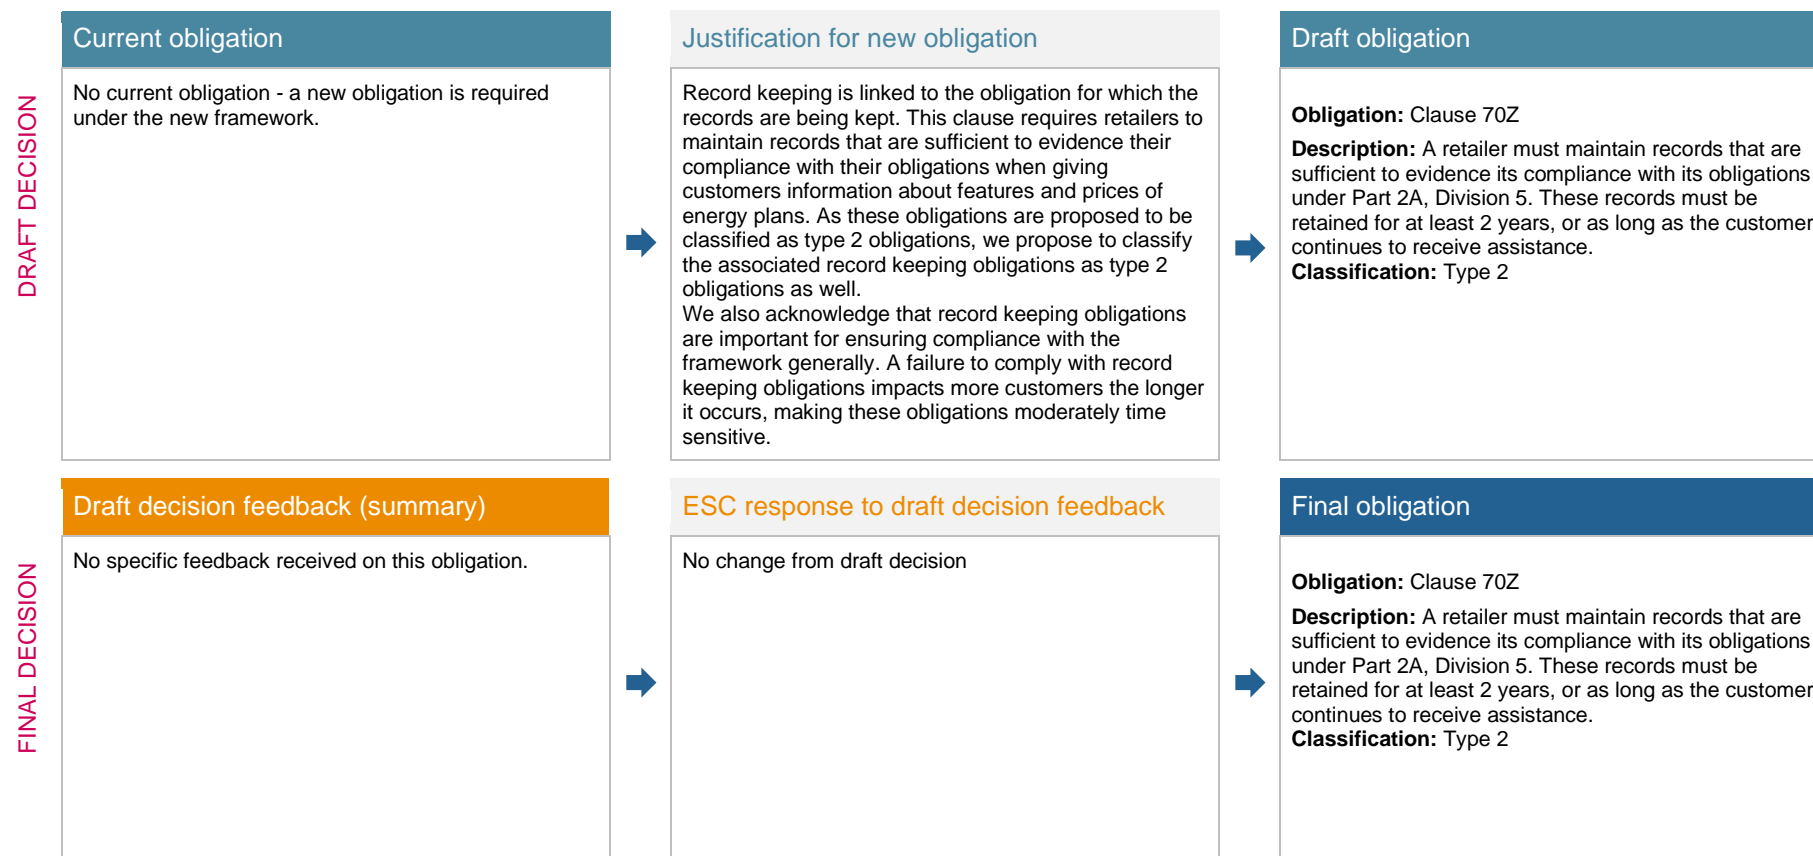 DRAFT DECISION
Current obligation
No current obligation - a new obligation is required
under the new framework.
Justification for new obligation
Record keeping is linked to the obligation for which the
records are being kept. This clause requires retailers to
maintain records that are sufficient to evidence their
compliance with their obligations when giving
customers information about features and prices of
energy plans. As these obligations are proposed to be
classified as type 2 obligations, we propose to classify
the associated record keeping obligations as type 2
obligations as well.
We also acknowledge that record keeping obligations
are important for ensuring compliance with the
framework generally. A failure to comply with record
keeping obligations impacts more customers the longer
it occurs, making these obligations moderately time
sensitive.
Draft obligation
Obligation: Clause 70Z
Description: A retailer must maintain records that are
sufficient to evidence its compliance with its obligations
under Part 2A, Division 5. These records must be
retained for at least 2 years, or as long as the customer
continues to receive assistance.
Classification: Type 2
FINAL DECISION
Draft decision feedback (summary)
No specific feedback received on this obligation.
ESC response to draft decision feedback
No change from draft decision
Final obligation
Obligation: Clause 70Z
Description: A retailer must maintain records that are
sufficient to evidence its compliance with its obligations
under Part 2A, Division 5. These records must be
retained for at least 2 years, or as long as the customer
continues to receive assistance.
Classification: Type 2